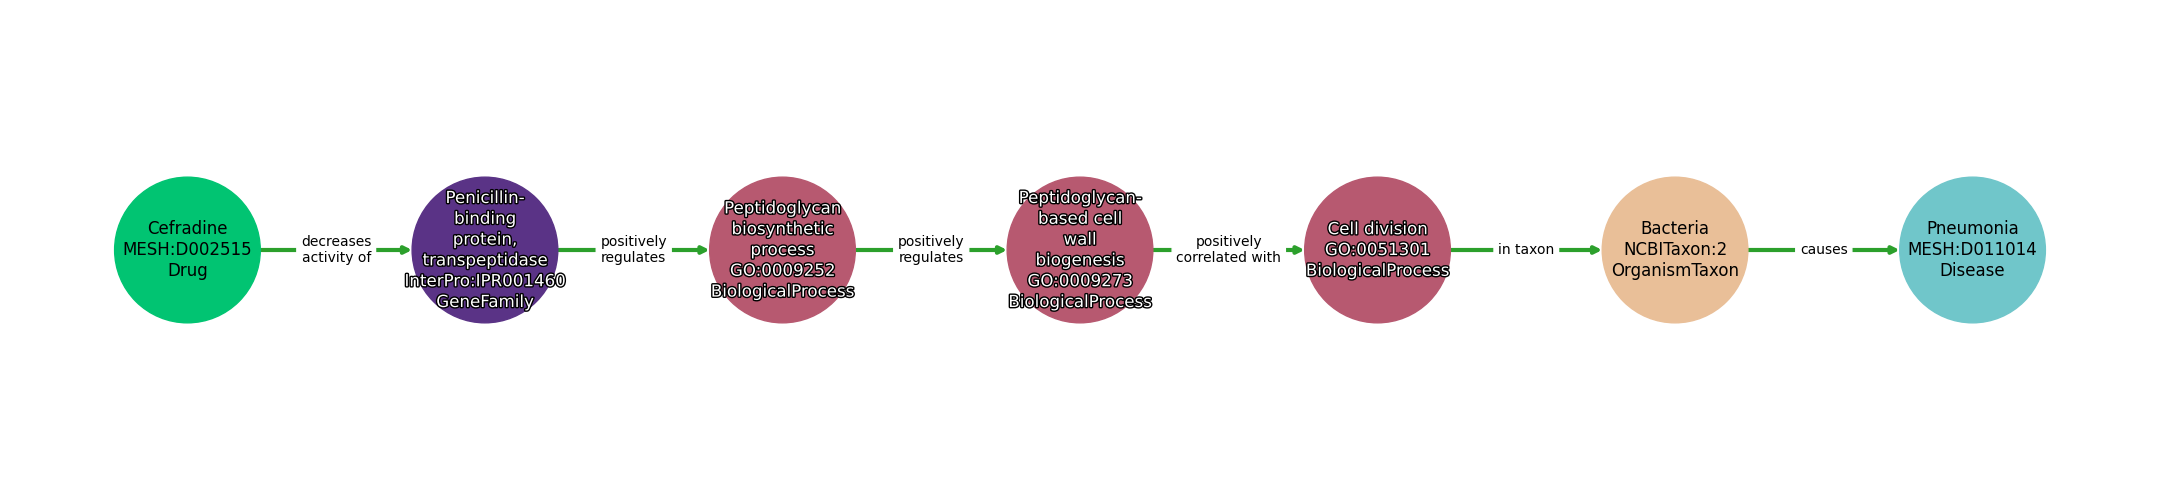 Cefradine
MESH:D002515
Drug
decreases
activity of
Penicillin-
binding
protein,
transpeptidase
InterPro:IPR001460
GeneFamily
positively
regulates
Peptidoglycan
biosynthetic
process
GO:0009252
BiologicalProcess
positively
regulates
Peptidoglycan-
based cell
wall
biogenesis
GO:0009273
BiologicalProcess
positively
correlated with
Cell division
GO:0051301
BiologicalProcess
in taxon
Bacteria
NCBITaxon:2
OrganismTaxon
causes
Pneumonia
MESH:D011014
Disease